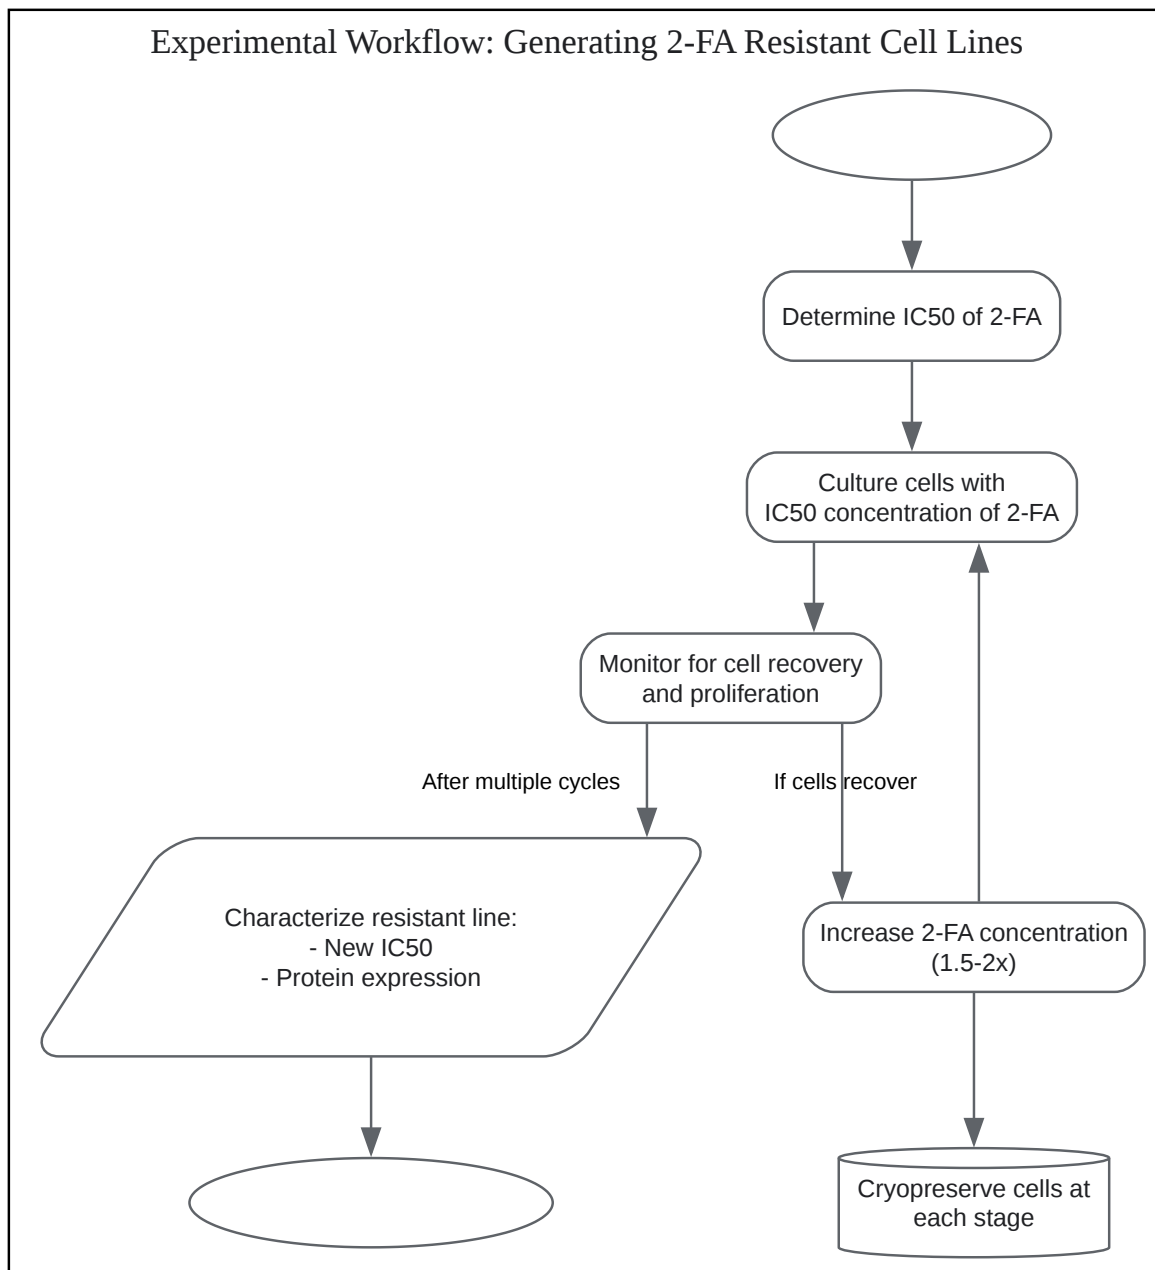 Experimental Workflow: Generating 2-FA Resistant Cell Lines
Determine IC50 of 2-FA
Culture cells with
IC50 concentration of 2-FA
Monitor for cell recovery
and proliferation
After multiple cycles
If cells recover
Characterize resistant line:
- New IC50
- Protein expression
Increase 2-FA concentration
(1.5-2x)
Cryopreserve cells at
each stage